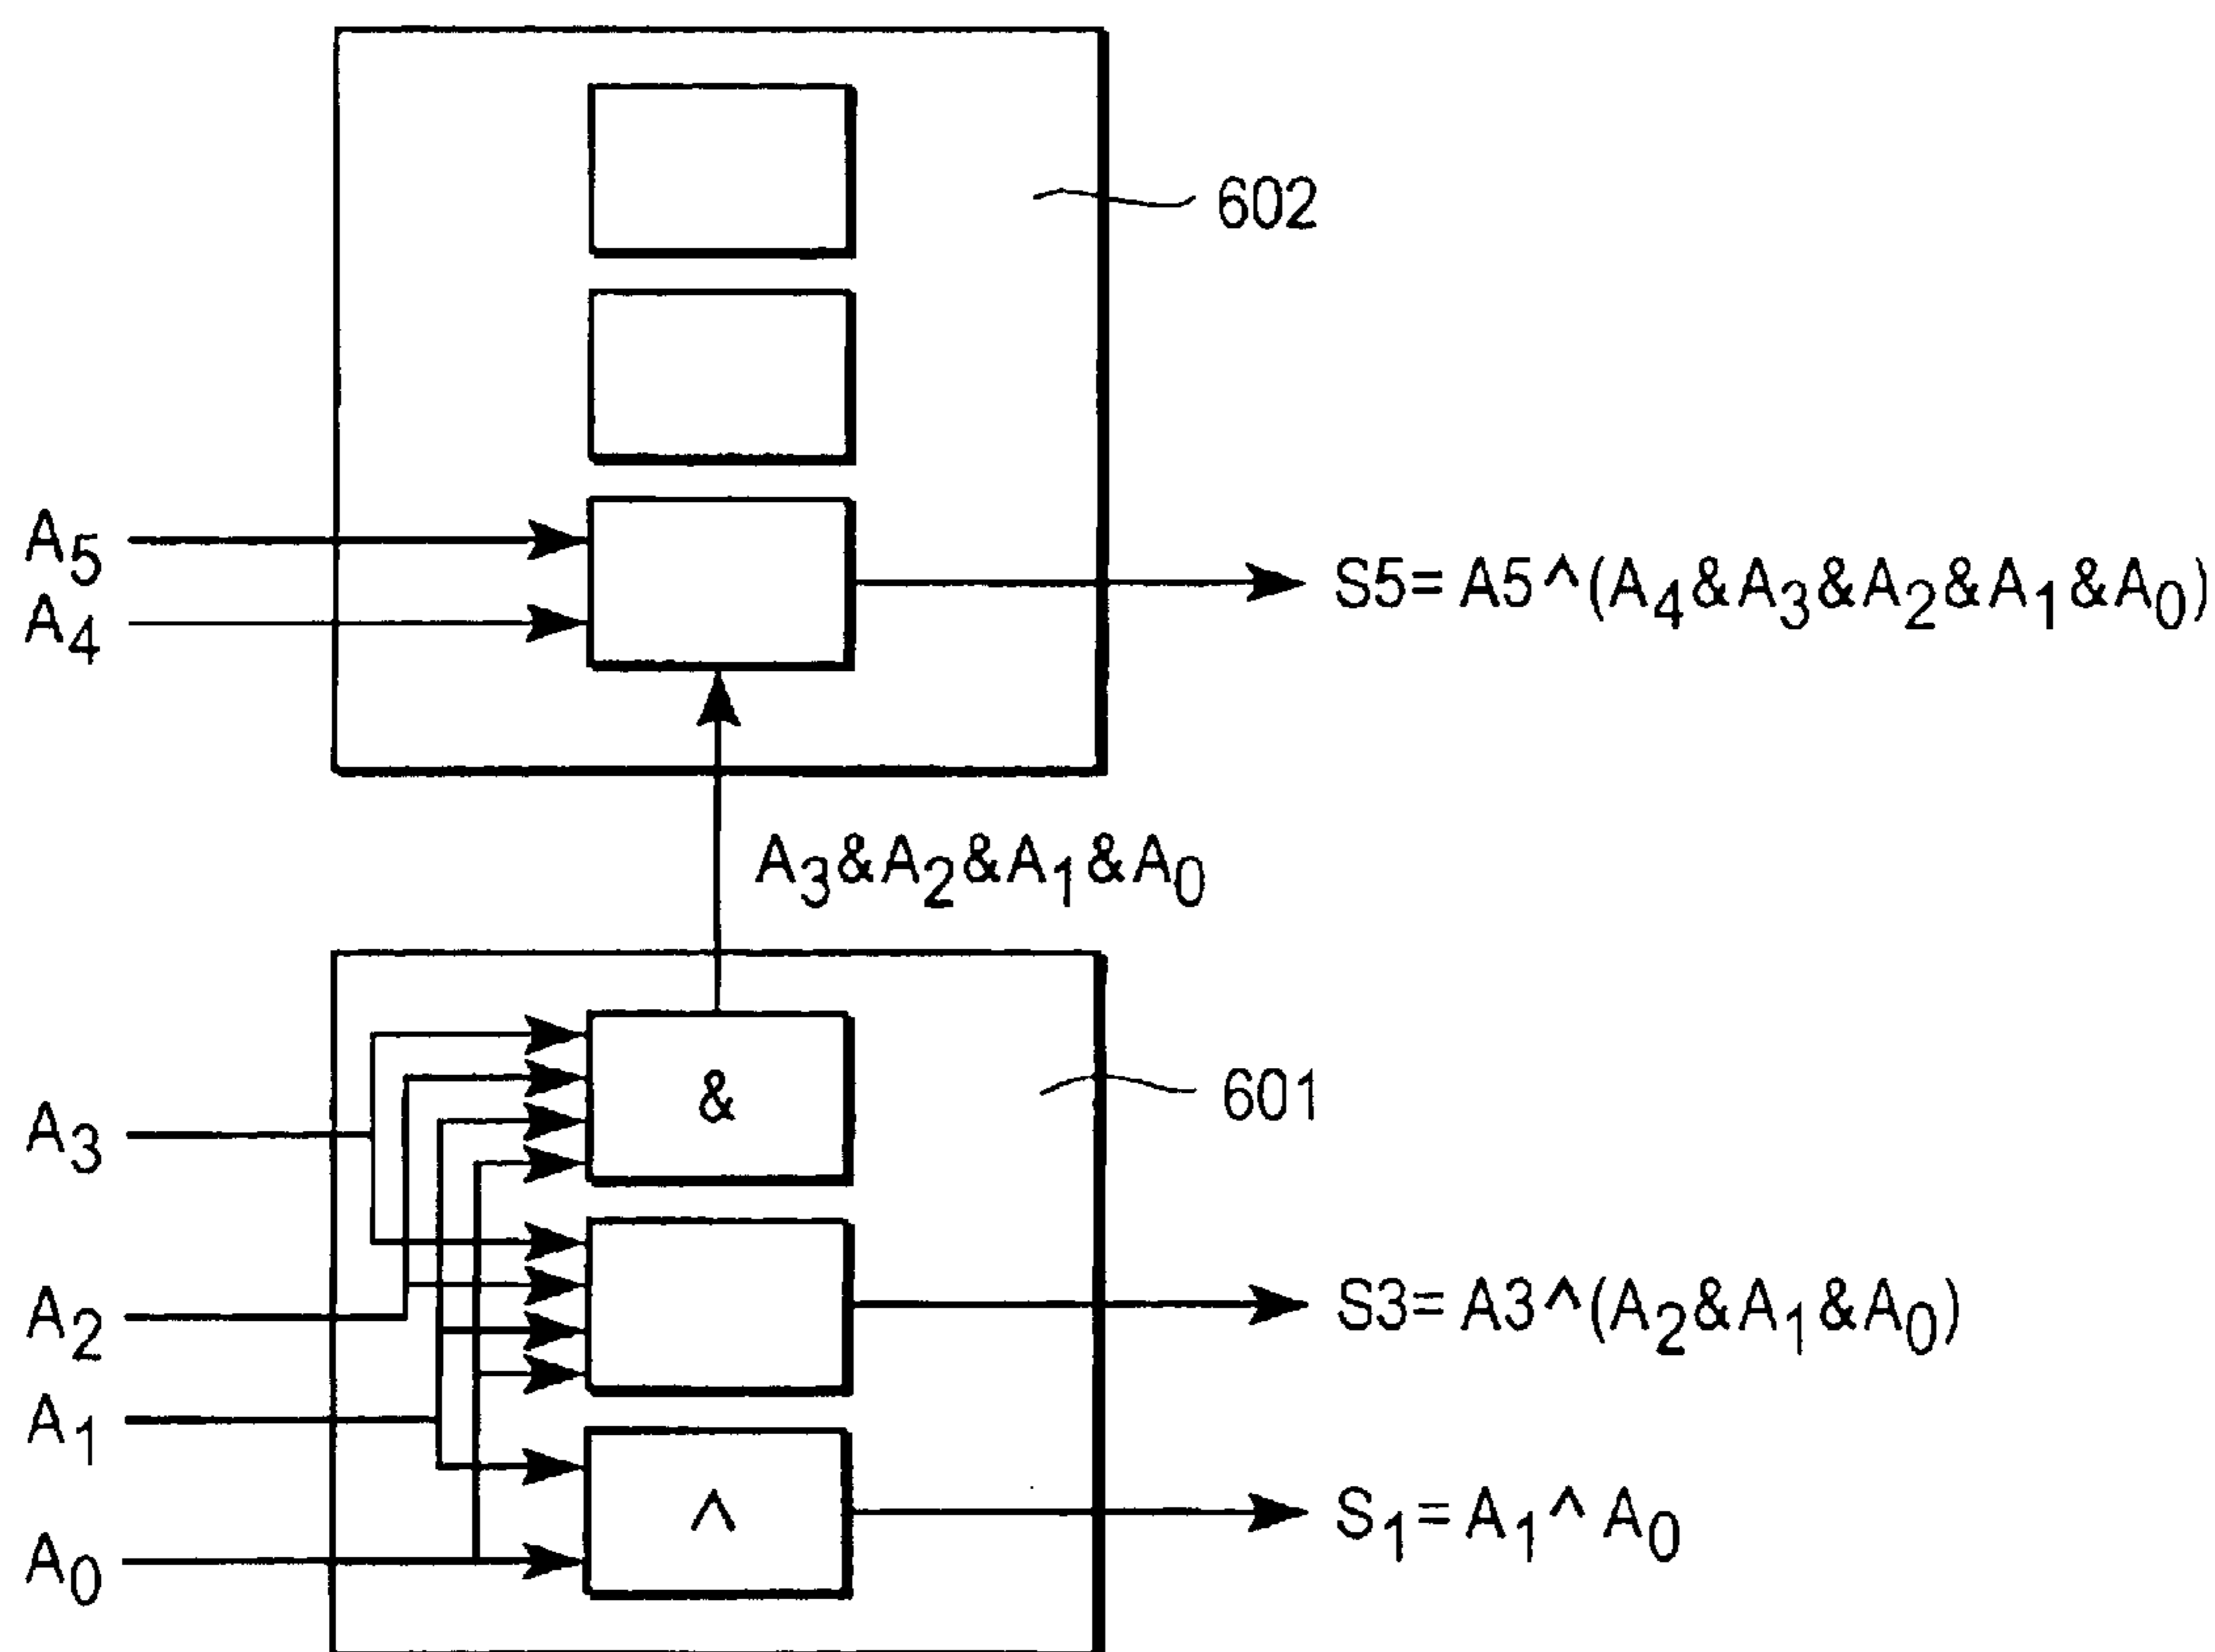 602
A5
A4
S5= A5^(A4&A3&A2&A1&A0)
A3&A2&A1&A0
&
601
A3
A2
S3= A3^(A2&A1&A0)
A1
^
S1=A1^A0
A0